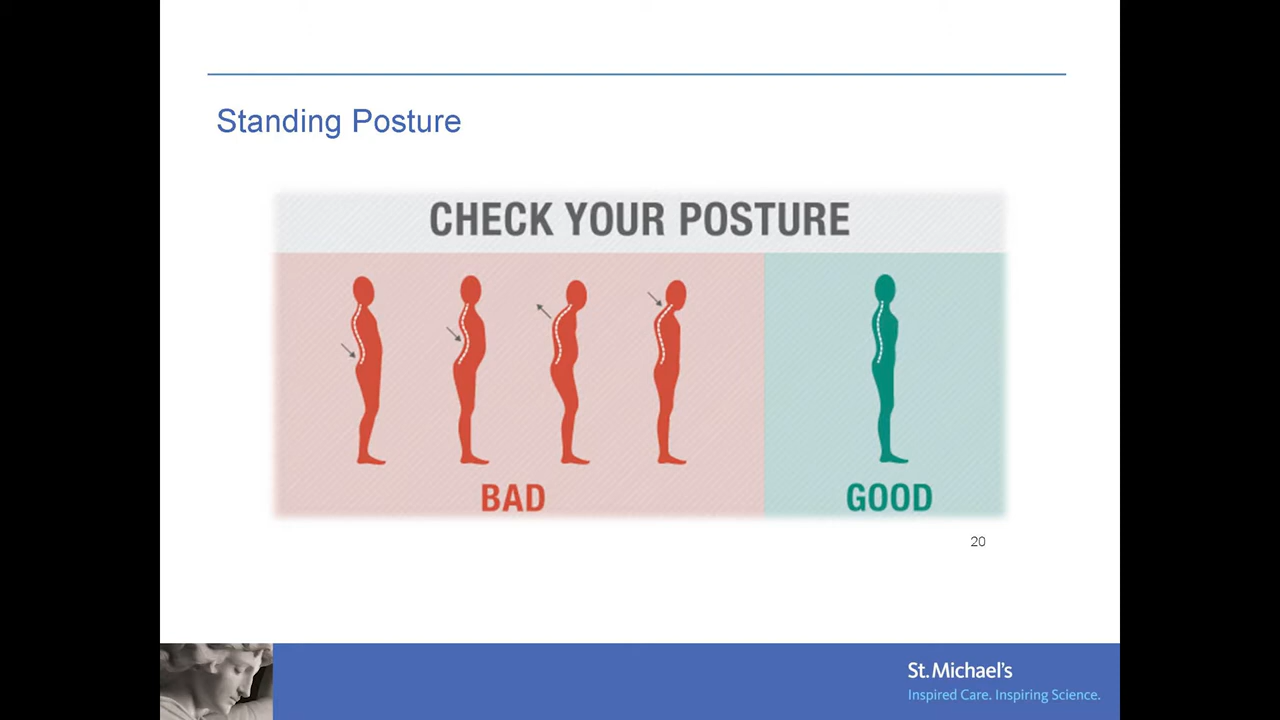 Standing Posture
CHECK YOUR POSTURE
BAD
GOOD
20
St. Michael's
Inspired Care. Inspiring Science.